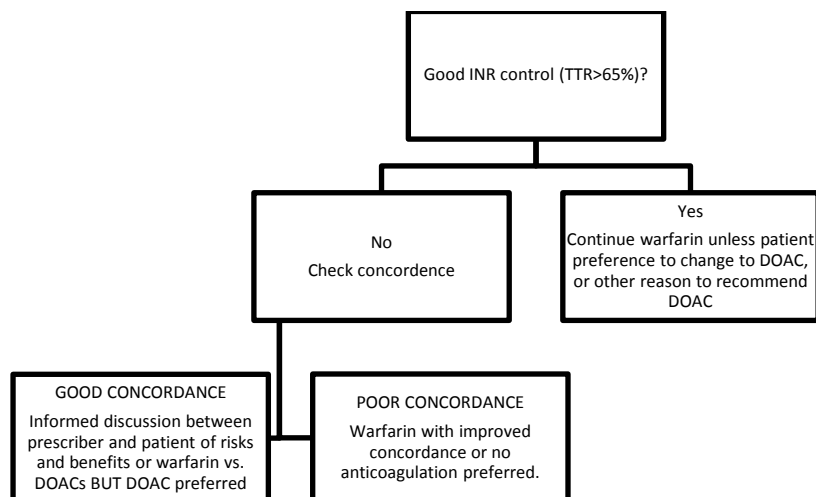 Good INR control (TTR>65%)?
No
Check concordence
Yes
Continue warfarin unless patient
preference to change to DOAC,
or other reason to recommend
DOAC
GOOD CONCORDANCE
Informed discussion between
prescriber and patient of risks
and benefits or warfarin vs.
DOACs BUT DOAC preferred
POOR CONCORDANCE
Warfarin with improved
concordance or no
anticoagulation preferred.